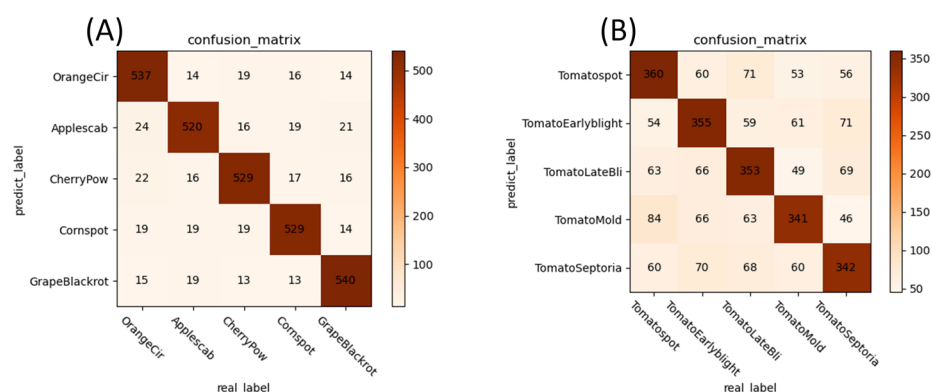 (A)
confusion_matrix
predict_label
OrangeCir 537 14 19 16 14
Applescab 24 520 16 19 21
CherryPow 22 16 529 17 16
Cornspot 19 19 19 529 14
GrapeBlackrot 15 19 13 13 540
OrangeCir Applescab CherryPow Cornspot GrapeBlackrot
real_label
500
400
300
200
100
(B)
confusion_matrix
predict_label
Tomatospot 360 60 71 53 56
TomatoEarlyblight 54 355 59 61 71
TomatoLateBli 63 66 353 49 69
TomatoMold 84 66 63 341 46
TomatoSeptoria 60 70 68 60 342
Tomatospot TomatoEarlyblight TomatoLateBli TomatoMold TomatoSeptoria
real_label
350
300
250
200
150
100
50